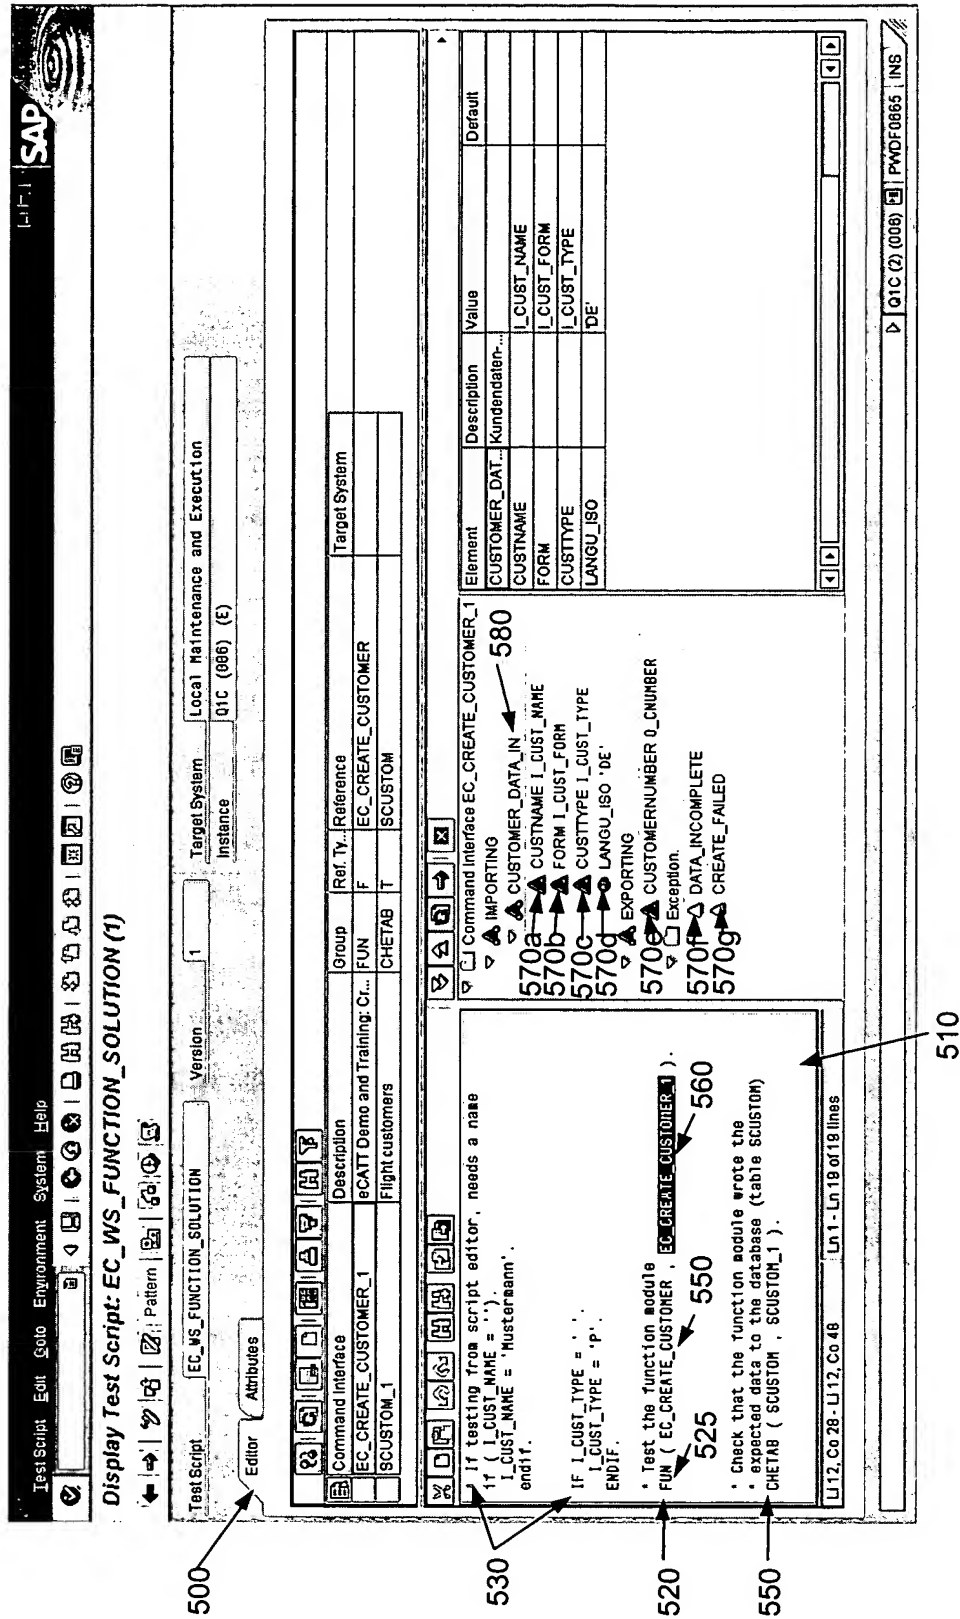 Test Script Edit Goto Environment System Help
SAP
Display Test Script: EC_WS_FUNCTION_SOLUTION (1)
Pattern
Test Script EC_WS_FUNCTION_SOLUTION Version 1 Target System Local Maintenance and Execution
Instance Q1C (006) (E)
500
Editor Attributes
Command Interface Description Group Ref. Ty... Reference Target System
EC_CREATE_CUSTOMER_1 eCATT Demo and Training: Cr... FUN F EC_CREATE_CUSTOMER
SCUSTOM_1 Flight customers CHETAB T SCUSTOM
530
* If testing from script editor, needs a name
if ( I_CUST_NAME = '').
I_CUST_NAME = 'Mustermann'.
endif.
IF I_CUST_TYPE = ' '.
I_CUST_TYPE = 'P'.
ENDIF.
* Test the function module
520
FUN ( EC_CREATE_CUSTOMER , EC_CREATE_CUSTOMER_1 ).
525
550
560
* Check that the function module wrote the
* expected data to the database (table SCUSTOM)
550
CHETAB ( SCUSTOM , SCUSTOM_1 ).
510
Li 12, Co 28 - Li 12, Co 48 Ln 1 - Ln 19 of 19 lines
Command Interface EC_CREATE_CUSTOMER_1
IMPORTING
CUSTOMER_DATA_IN
580
570a CUSTNAME I_CUST_NAME
570b FORM I_CUST_FORM
570c CUSTTYPE I_CUST_TYPE
570d LANGU_ISO 'DE'
EXPORTING
570e CUSTOMERNUMBER O_CNUMBER
Exception
570f DATA_INCOMPLETE
570g CREATE_FAILED
Element Description Value Default
CUSTOMER_DAT... Kundendaten-...
CUSTNAME I_CUST_NAME
FORM I_CUST_FORM
CUSTTYPE I_CUST_TYPE
LANGU_ISO 'DE'
Q1C (2) (006) PWDF0865 INS